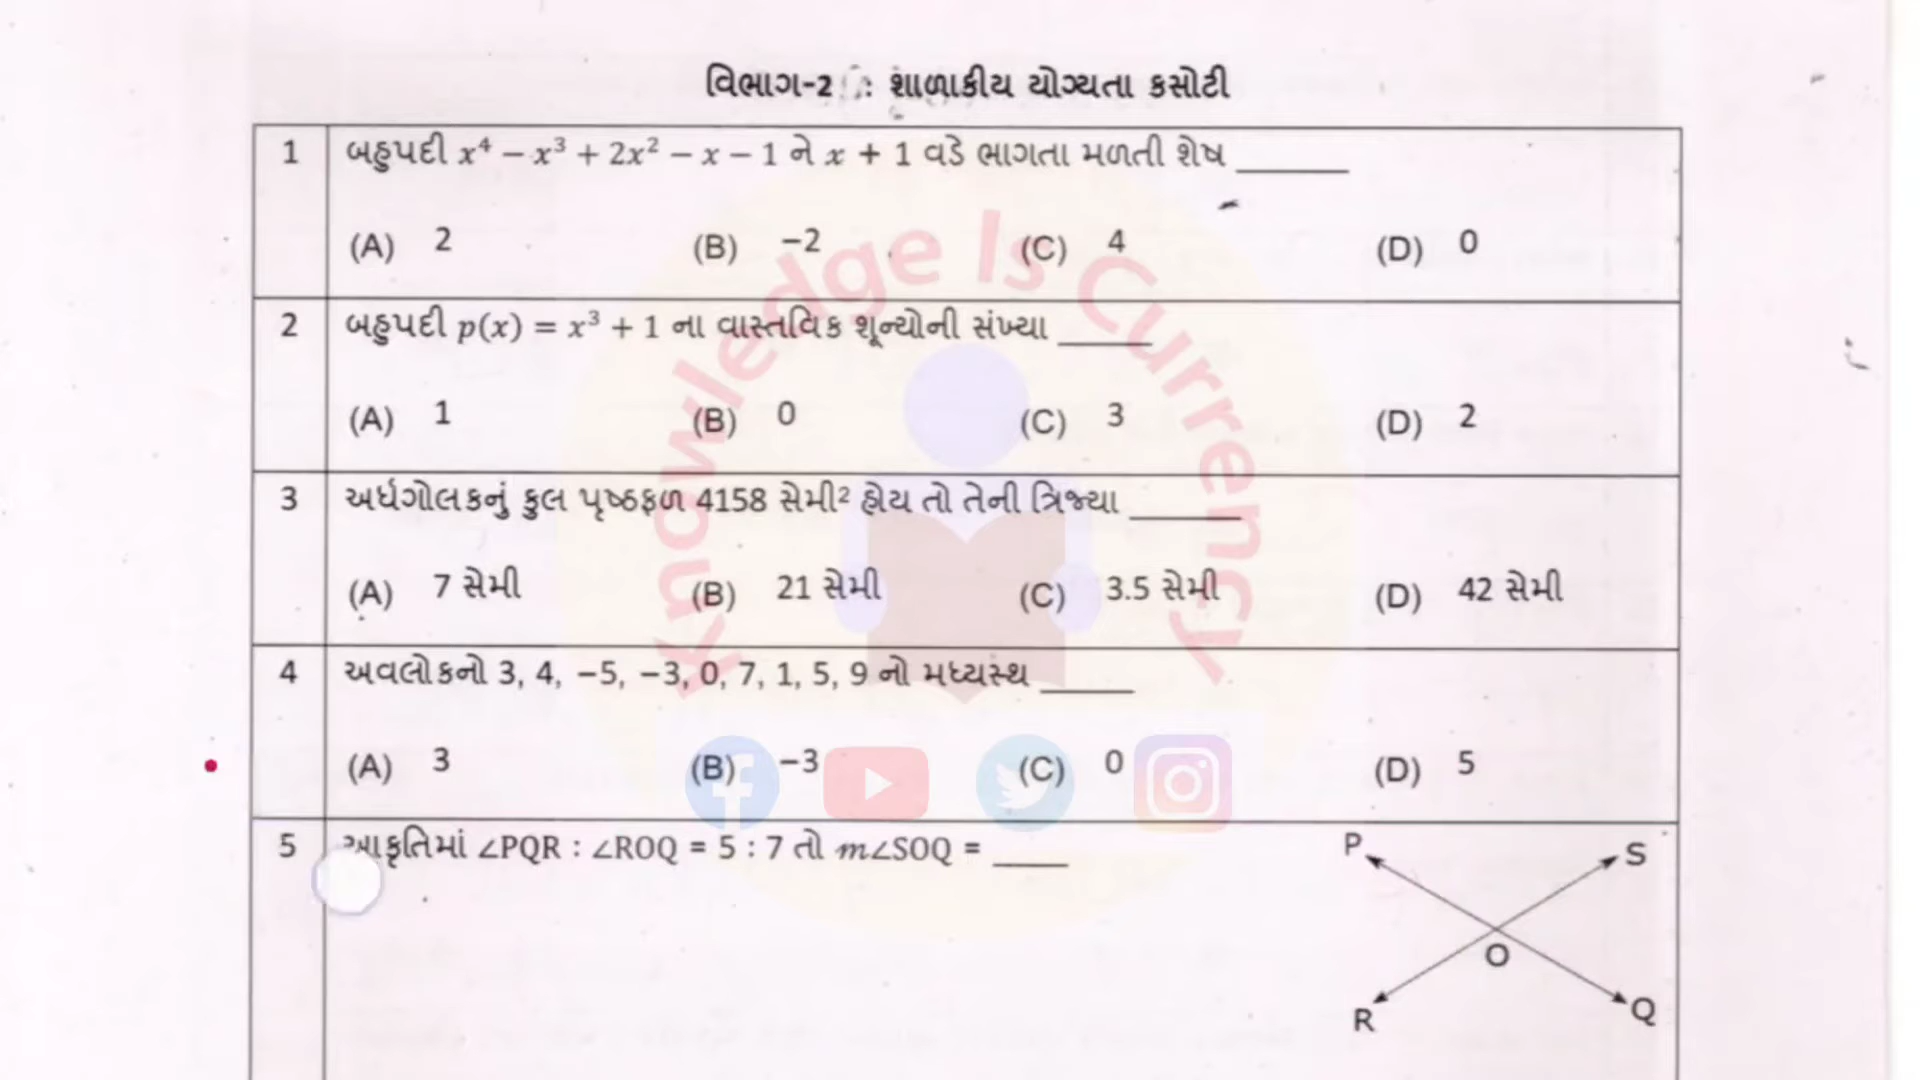 વિભાગ-2 : શાળાકીય યોગ્યતા કસોટી
1 બહુપદી x⁴ − x³ + 2x² − x − 1 ને x + 1 વડે ભાગતા મળતી શેષ ______
(A) 2 (B) −2 (C) 4 (D) 0
2 બહુપદી p(x) = x³ + 1 ના વાસ્તવિક શૂન્યોની સંખ્યા ______
(A) 1 (B) 0 (C) 3 (D) 2
3 અર્ધગોલકનું કુલ પૃષ્ઠફળ 4158 સેમી² હોય તો તેની ત્રિજ્યા ______
(A) 7 સેમી (B) 21 સેમી (C) 3.5 સેમી (D) 42 સેમી
4 અવલોકનો 3, 4, −5, −3, 0, 7, 1, 5, 9 નો મધ્યસ્થ ______
(A) 3 (B) −3 (C) 0 (D) 5
5 આકૃતિમાં ∠PQR : ∠ROQ = 5 : 7 તો m∠SOQ = ____
P S
O
R Q
Knowledge Is Currency